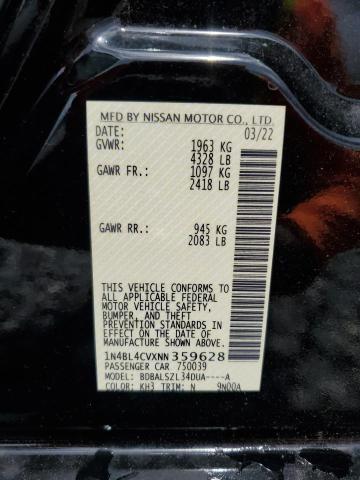 MFD BY NISSAN MOTOR CO., LTD.
DATE: 03/22
GVWR: 1963 KG
4328 LB
GAWR FR.: 1097 KG
2418 LB
GAWR RR.: 945 KG
2083 LB
THIS VEHICLE CONFORMS TO
ALL APPLICABLE FEDERAL
MOTOR VEHICLE SAFETY,
BUMPER, AND THEFT
PREVENTION STANDARDS IN
EFFECT ON THE DATE OF
MANUFACTURE SHOWN ABOVE.
1N4BL4CVXNN359628
PASSENGER CAR 750039
MODEL: BDBALSZL34DUA----A
COLOR: KH3 TRIM: N 9N00A